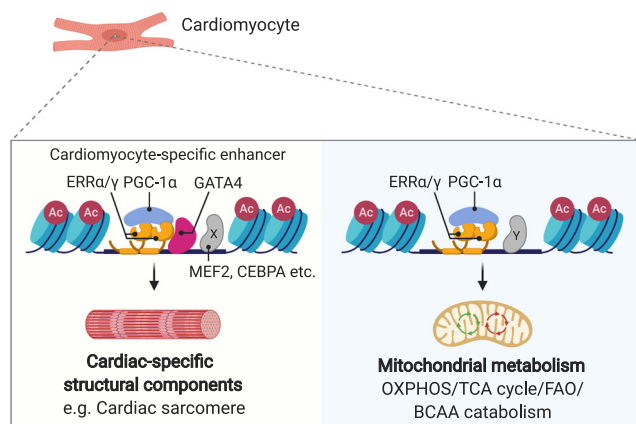 Cardiomyocyte
Cardiomyocyte-specific enhancer
ERRα/γ PGC-1α GATA4
Ac Ac Ac Ac
X
MEF2, CEBPA etc.
Cardiac-specific
structural components
e.g. Cardiac sarcomere
ERRα/γ PGC-1α
Ac Ac Ac Ac
Y
Mitochondrial metabolism
OXPHOS/TCA cycle/FAO/
BCAA catabolism